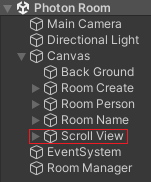 Photon Room
Main Camera
Directional Light
Canvas
Back Ground
Room Create
Room Person
Room Name
Scroll View
EventSystem
Room Manager